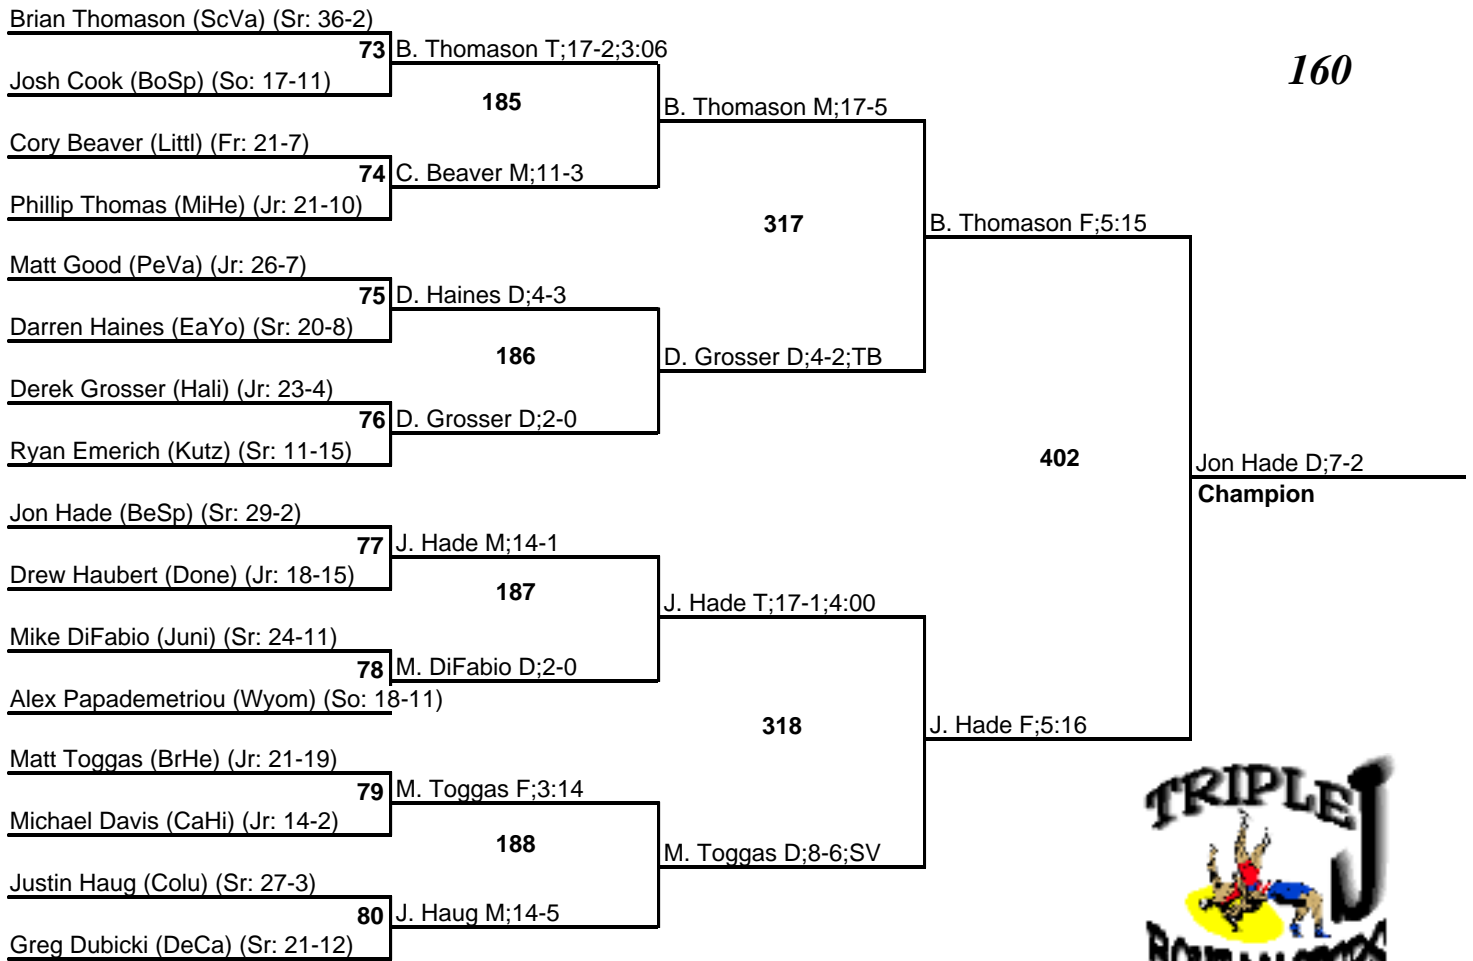 Brian Thomason (ScVa) (Sr: 36-2)
73 B. Thomason T;17-2;3:06
160
Josh Cook (BoSp) (So: 17-11)
185
B. Thomason M;17-5
Cory Beaver (Littl) (Fr: 21-7)
74 C. Beaver M;11-3
Phillip Thomas (MiHe) (Jr: 21-10)
317
B. Thomason F;5:15
Matt Good (PeVa) (Jr: 26-7)
75 D. Haines D;4-3
Darren Haines (EaYo) (Sr: 20-8)
186
D. Grosser D;4-2;TB
Derek Grosser (Hali) (Jr: 23-4)
76 D. Grosser D;2-0
Ryan Emerich (Kutz) (Sr: 11-15)
402
Jon Hade D;7-2
Champion
Jon Hade (BeSp) (Sr: 29-2)
77 J. Hade M;14-1
Drew Haubert (Done) (Jr: 18-15)
187
J. Hade T;17-1;4:00
Mike DiFabio (Juni) (Sr: 24-11)
78 M. DiFabio D;2-0
Alex Papademetriou (Wyom) (So: 18-11)
318
J. Hade F;5:16
Matt Toggas (BrHe) (Jr: 21-19)
79 M. Toggas F;3:14
Michael Davis (CaHi) (Jr: 14-2)
188
M. Toggas D;8-6;SV
Justin Haug (Colu) (Sr: 27-3)
80 J. Haug M;14-5
Greg Dubicki (DeCa) (Sr: 21-12)
TRIPLE J